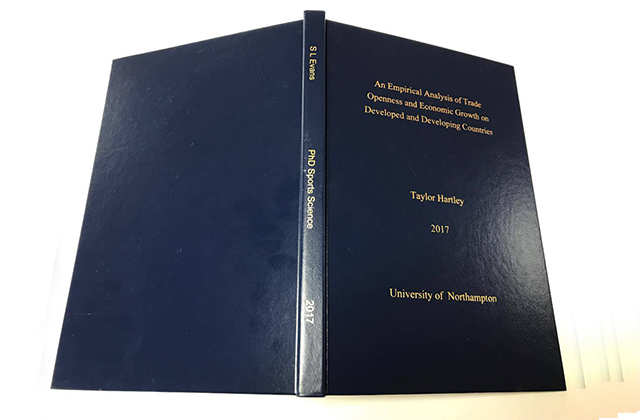 S L Evans
PhD Sports Science
2017
An Empirical Analysis of Trade
Openness and Economic Growth on
Developed and Developing Countries
Taylor Hartley
2017
University of Northampton